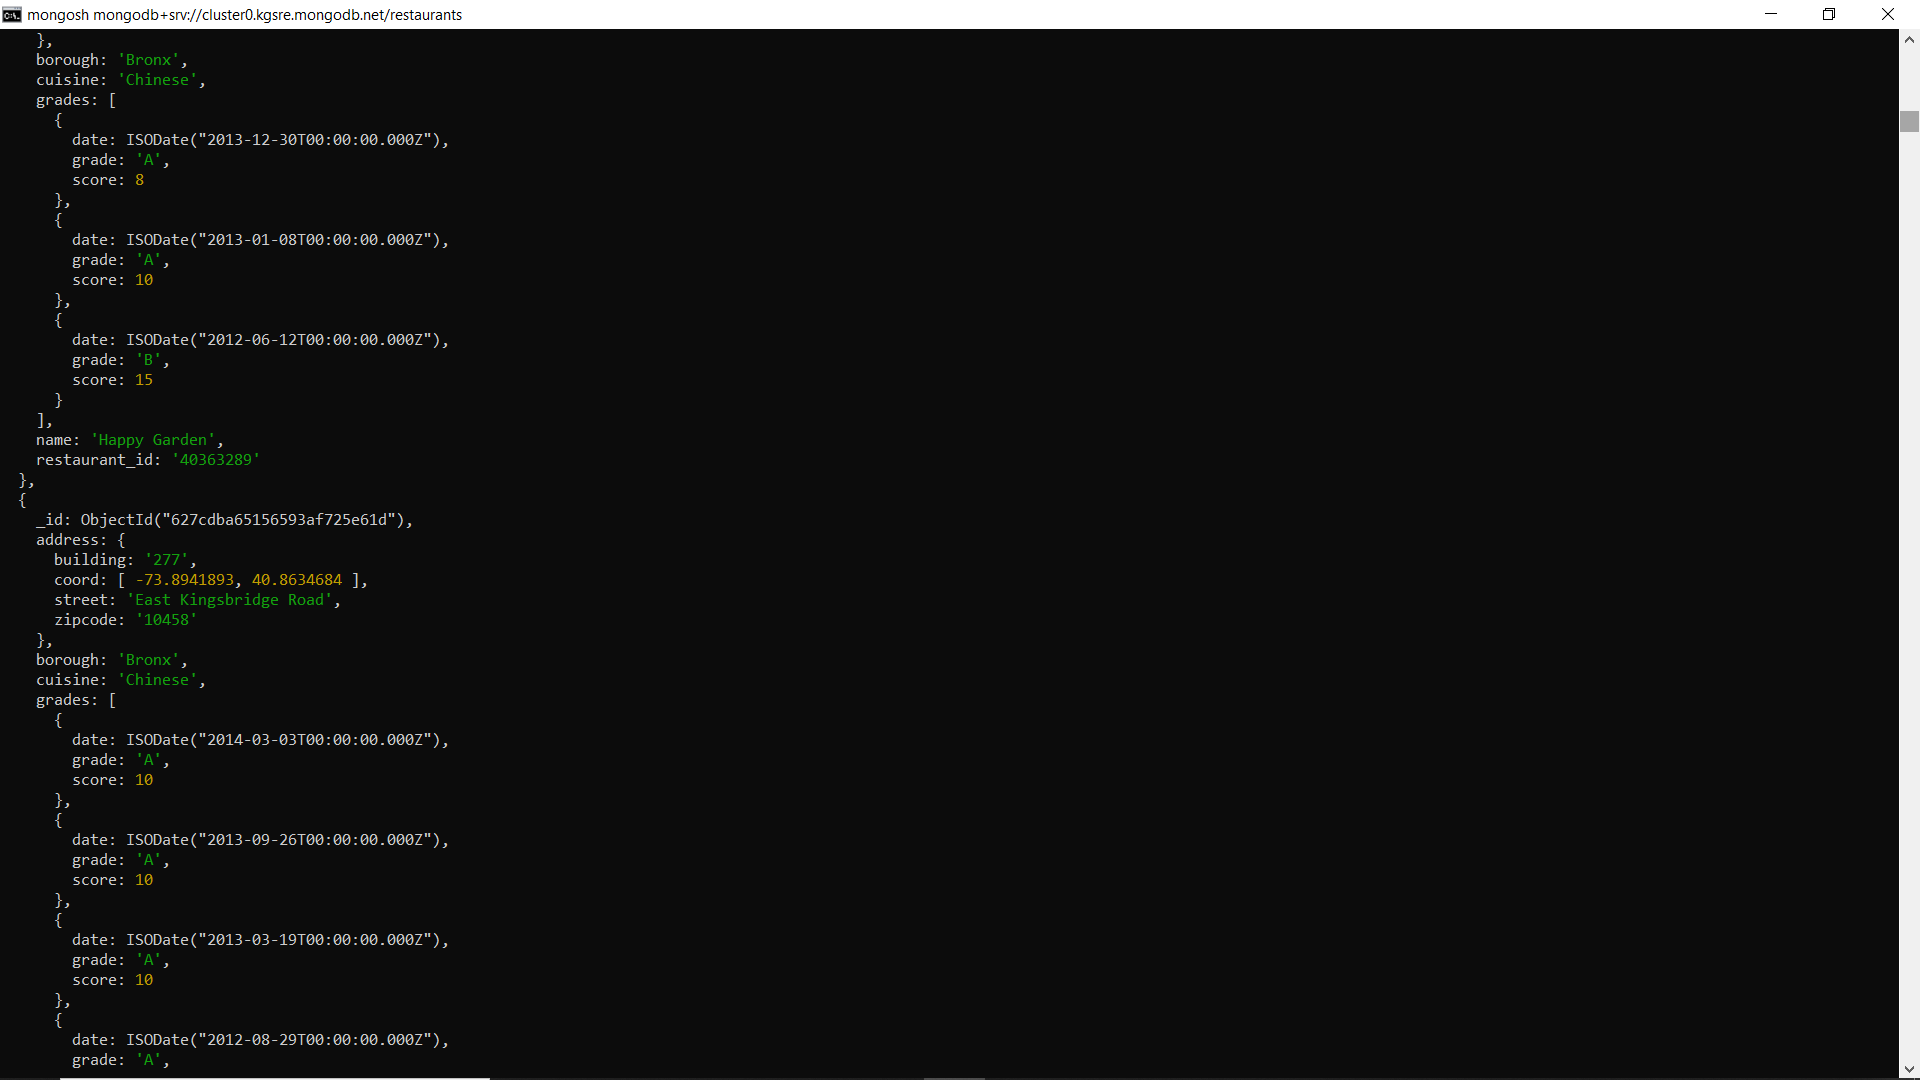 mongosh mongodb+srv://cluster0.kgsre.mongodb.net/restaurants
    },
    borough: 'Bronx',
    cuisine: 'Chinese',
    grades: [
      {
        date: ISODate("2013-12-30T00:00:00.000Z"),
        grade: 'A',
        score: 8
      },
      {
        date: ISODate("2013-01-08T00:00:00.000Z"),
        grade: 'A',
        score: 10
      },
      {
        date: ISODate("2012-06-12T00:00:00.000Z"),
        grade: 'B',
        score: 15
      }
    ],
    name: 'Happy Garden',
    restaurant_id: '40363289'
  },
  {
    _id: ObjectId("627cdba65156593af725e61d"),
    address: {
      building: '277',
      coord: [ -73.8941893, 40.8634684 ],
      street: 'East Kingsbridge Road',
      zipcode: '10458'
    },
    borough: 'Bronx',
    cuisine: 'Chinese',
    grades: [
      {
        date: ISODate("2014-03-03T00:00:00.000Z"),
        grade: 'A',
        score: 10
      },
      {
        date: ISODate("2013-09-26T00:00:00.000Z"),
        grade: 'A',
        score: 10
      },
      {
        date: ISODate("2013-03-19T00:00:00.000Z"),
        grade: 'A',
        score: 10
      },
      {
        date: ISODate("2012-08-29T00:00:00.000Z"),
        grade: 'A',